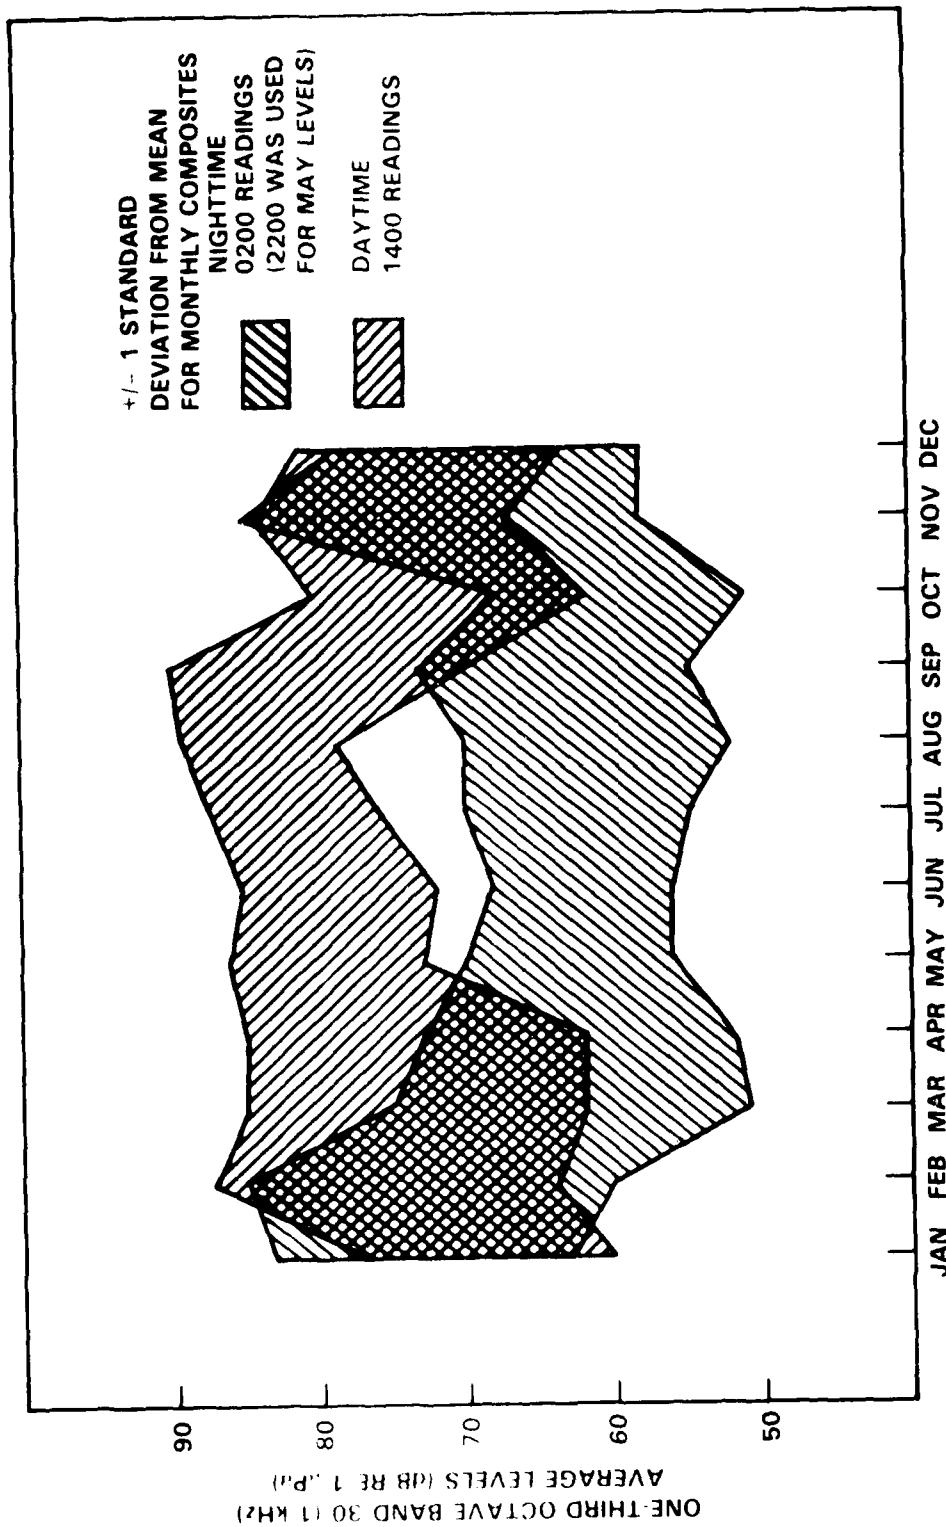 +/- 1 STANDARD
DEVIATION FROM MEAN
FOR MONTHLY COMPOSITES
NIGHTTIME
0200 READINGS
(2200 WAS USED
FOR MAY LEVELS)
DAYTIME
1400 READINGS
ONE-THIRD OCTAVE BAND 30 (1 kHz)
AVERAGE LEVELS (dB RE 1
90
80
70
60
50
JAN FEB MAR APR MAY JUN JUL AUG SEP OCT NOV DEC